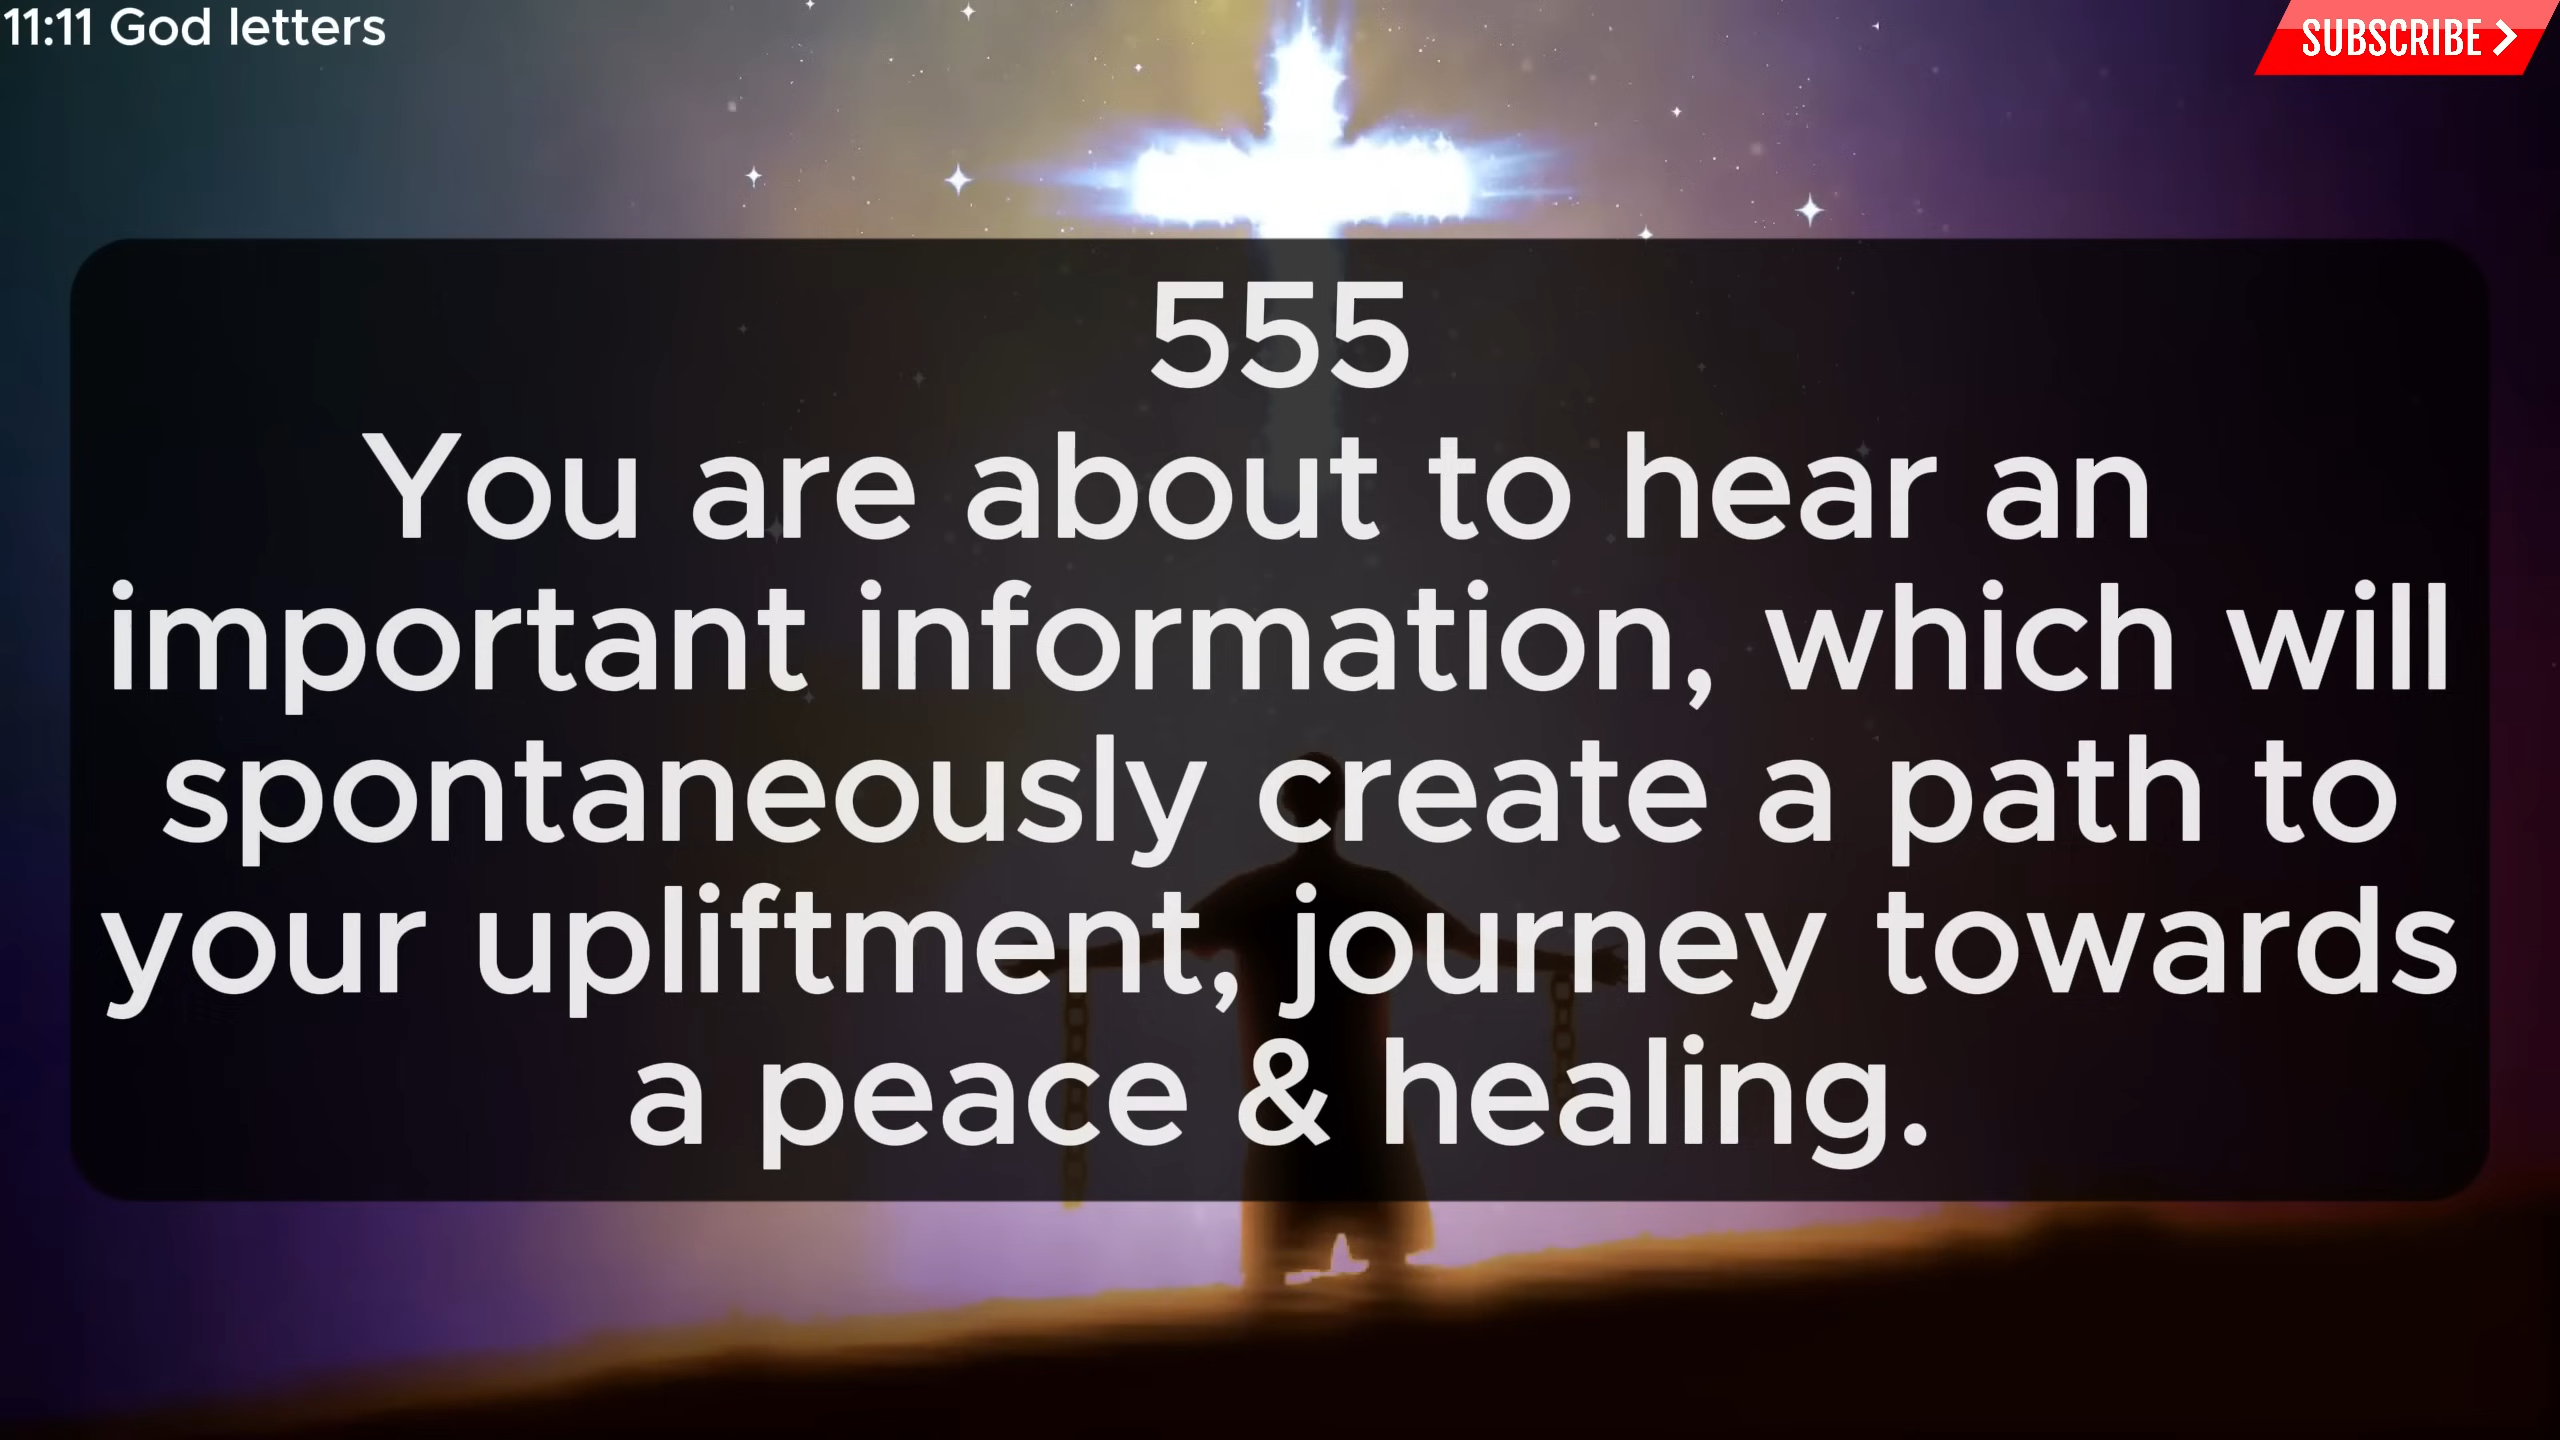 11:11 God letters
SUBSCRIBE
555
You are about to hear an
important information, which will
spontaneously create a path to
your upliftment, journey towards
a peace & healing.